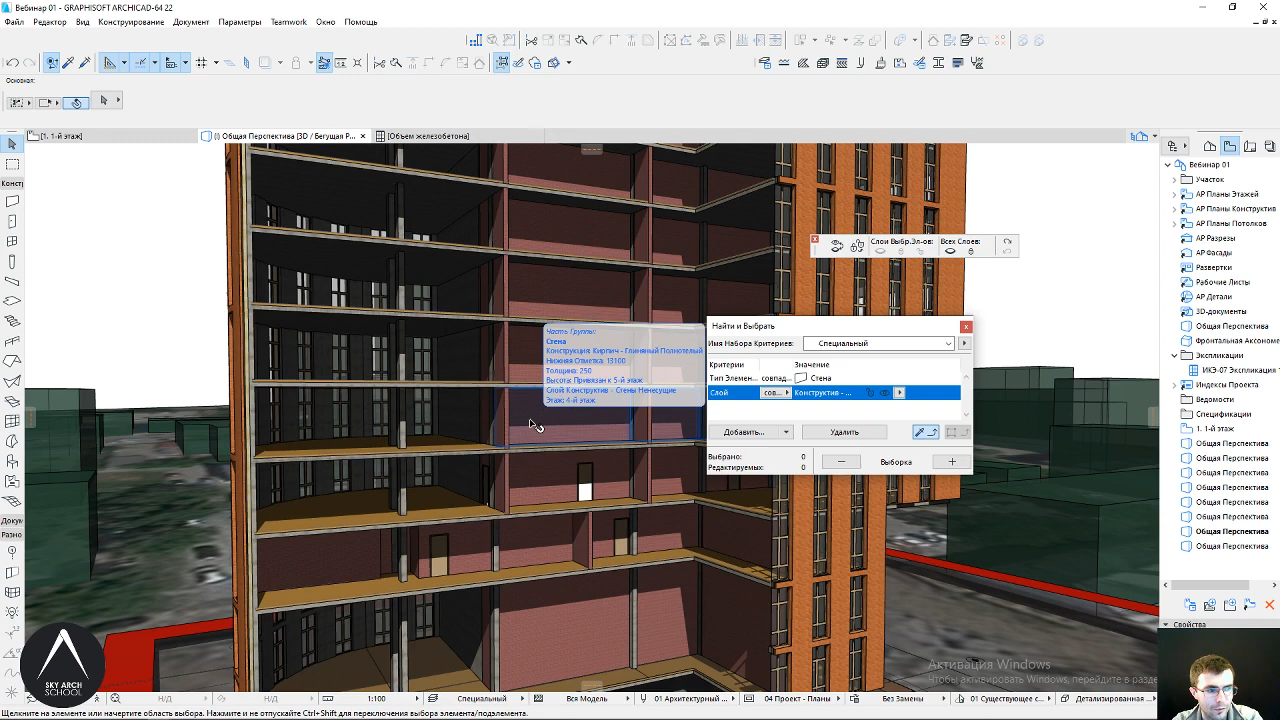 Вебинар 01 - GRAPHISOFT ARCHICAD-64 22
Файл Редактор Вид Конструирование Документ Параметры Teamwork Окно Помощь
Основная:
[1. 1-й этаж]
(!) Общая Перспектива [3D / Бегущая Р...
[Объем железобетона]
Констр
Докум
Разно
Слои Выбр.Эл-ов:
Всех Слоев:
Часть Группы:
Стена
Конструкция: Кирпич - Глиняный Полнотелый
Нижняя Отметка: 13100
Толщина: 250
Высота: Привязан к 5-й этаж
Слой: Конструктив - Стены Ненесущие
Этаж: 4-й этаж
Найти и Выбрать
Имя Набора Критериев: Специальный
Критерии Значение
Тип Элемен... совпад... Стена
Слой сов... Конструктив - ...
Добавить... Удалить
Выбрано: 0
Редактируемых: 0
Выборка
Вебинар 01
Участок
АР Планы Этажей
АР Планы Конструктив
АР Планы Потолков
АР Разрезы
АР Фасады
Развертки
Рабочие Листы
АР Детали
3D-документы
Общая Перспектива
Фронтальная Аксоном
Экспликации
ИКЭ-07 Экспликация
Индексы Проекта
Ведомости
Спецификации
1. 1-й этаж
Общая Перспектива
Общая Перспектива
Общая Перспектива
Общая Перспектива
Общая Перспектива
Общая Перспектива
Общая Перспектива
Общая Перспектива
Свойства
Активация Windows
Чтобы активировать Windows, перейдите в разде
SKY ARCH
SCHOOL
Н/Д Н/Д 1:100 Специальный Вся Модель 01 Архитектурный ... 04 Проект - Планы Без Замены 01 Существующее с... Детализированная ...
Щелкните на элементе или начертите область выбора. Нажмите и не отпускайте Ctrl+Shift для переключения выбора элемента/подэлемента.